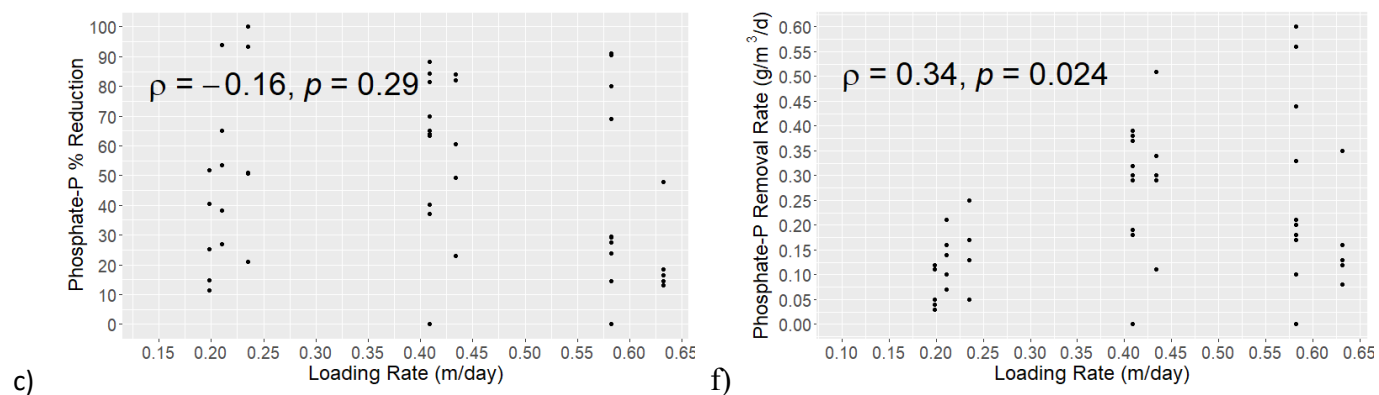 Phosphate-P % Reduction
100
90
80
70
60
50
40
30
20
10
0
ρ = −0.16, p = 0.29
0.15 0.20 0.25 0.30 0.35 0.40 0.45 0.50 0.55 0.60 0.65
Loading Rate (m/day)
c)
Phosphate-P Removal Rate (g/m³/d)
0.60
0.55
0.50
0.45
0.40
0.35
0.30
0.25
0.20
0.15
0.10
0.05
0.00
ρ = 0.34, p = 0.024
0.10 0.15 0.20 0.25 0.30 0.35 0.40 0.45 0.50 0.55 0.60 0.65
Loading Rate (m/day)
f)